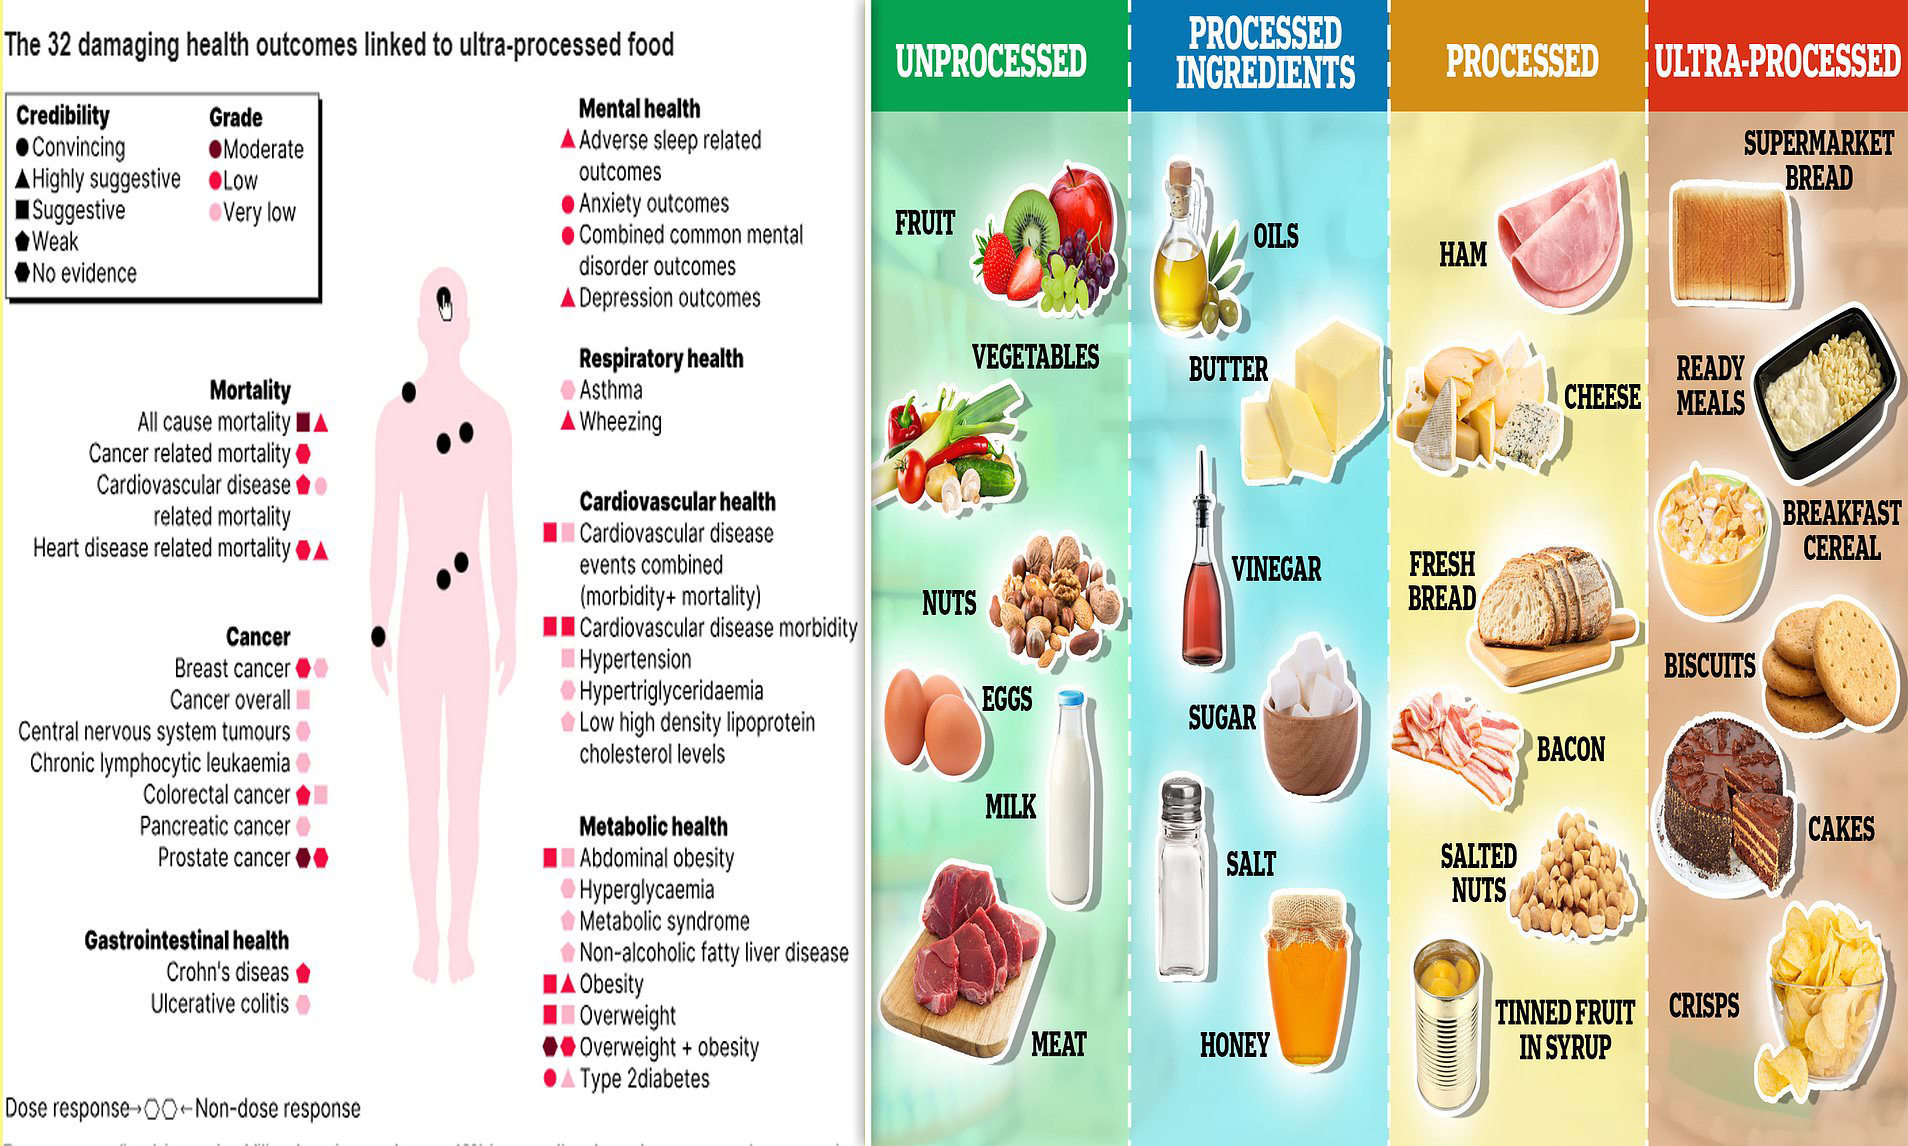 The 32 damaging health outcomes linked to ultra-processed food
Credibility
Convincing
Highly suggestive
Suggestive
Weak
No evidence
Grade
Moderate
Low
Very low
Mortality
All cause mortality
Cancer related mortality
Cardiovascular disease
related mortality
Heart disease related mortality
Cancer
Breast cancer
Cancer overall
Central nervous system tumours
Chronic lymphocytic leukaemia
Colorectal cancer
Pancreatic cancer
Prostate cancer
Gastrointestinal health
Crohn's diseas
Ulcerative colitis
Dose response→⬡⬡←Non-dose response
Mental health
Adverse sleep related
outcomes
Anxiety outcomes
Combined common mental
disorder outcomes
Depression outcomes
Respiratory health
Asthma
Wheezing
Cardiovascular health
Cardiovascular disease
events combined
(morbidity+ mortality)
Cardiovascular disease morbidity
Hypertension
Hypertriglyceridaemia
Low high density lipoprotein
cholesterol levels
Metabolic health
Abdominal obesity
Hyperglycaemia
Metabolic syndrome
Non-alcoholic fatty liver disease
Obesity
Overweight
Overweight + obesity
Type 2diabetes
UNPROCESSED
FRUIT
VEGETABLES
NUTS
EGGS
MILK
MEAT
PROCESSED
INGREDIENTS
OILS
BUTTER
VINEGAR
SUGAR
SALT
HONEY
PROCESSED
HAM
CHEESE
FRESH
BREAD
BACON
SALTED
NUTS
TINNED FRUIT
IN SYRUP
ULTRA-PROCESSED
SUPERMARKET
BREAD
READY
MEALS
BREAKFAST
CEREAL
BISCUITS
CAKES
CRISPS